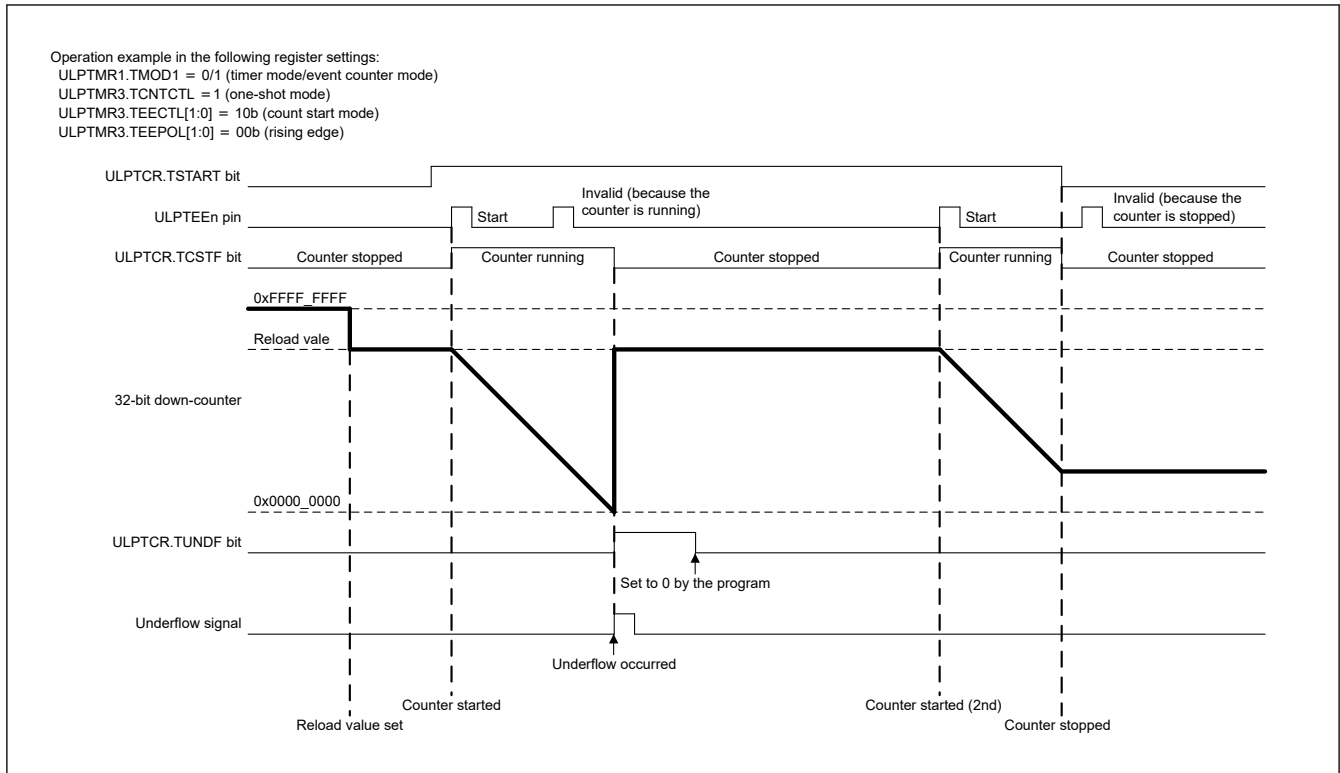 Operation example in the following register settings:
ULPTMR1.TMOD1 = 0/1 (timer mode/event counter mode)
ULPTMR3.TCNTCTL =1 (one-shot mode)
ULPTMR3.TEECTL[1:0] = 10b (count start mode)
ULPTMR3.TEEPOL[1:0] = 00b (rising edge)
ULPTCR.TSTART bit
ULPTEEn pin
Start
Invalid (because the
counter is running)
Start
Invalid (because the
counter is stopped)
ULPTCR.TCSTF bit
Counter stopped
Counter running
Counter stopped
Counter running
Counter stopped
0xFFFF_FFFF
Reload vale
32-bit down-counter
0x0000_0000
ULPTCR.TUNDF bit
Set to 0 by the program
Underflow signal
Underflow occurred
Counter started
Counter started (2nd)
Reload value set
Counter stopped